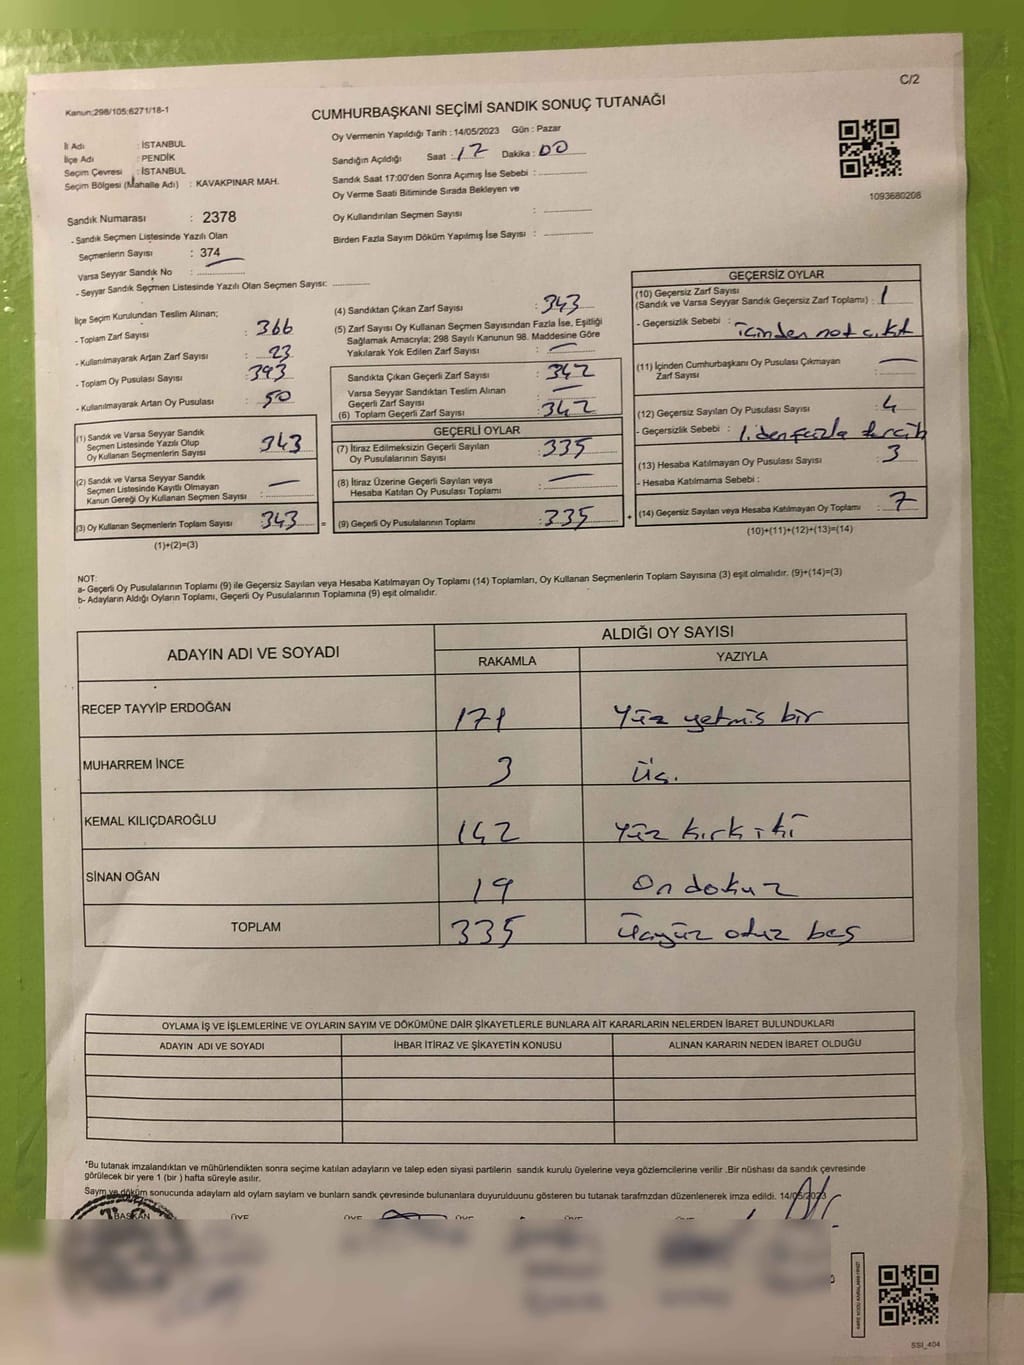 C/2
Kanun:298/105;6271/18-1
CUMHURBAŞKANI SEÇİMİ SANDIK SONUÇ TUTANAĞI
İl Adı : İSTANBUL
İlçe Adı : PENDİK
Seçim Çevresi : İSTANBUL
Seçim Bölgesi (Mahalle Adı) : KAVAKPINAR MAH.
Sandık Numarası : 2378
- Sandık Seçmen Listesinde Yazılı Olan
Seçmenlerin Sayısı : 374
Varsa Seyyar Sandık No : ..............
- Seyyar Sandık Seçmen Listesinde Yazılı Olan Seçmen Sayısı: ..............
Oy Vermenin Yapıldığı Tarih : 14/05/2023 Gün : Pazar
Sandığın Açıldığı Saat : 17 Dakika : 00
Sandık Saat 17:00'den Sonra Açımış İse Sebebi : ..............
Oy Verme Saati Bitiminde Sırada Bekleyen ve
Oy Kullandırılan Seçmen Sayısı : ..............
Birden Fazla Sayım Döküm Yapılmış İse Sayısı : ..............
1093680208
İlçe Seçim Kurulundan Teslim Alınan;
- Toplam Zarf Sayısı : 366
- Kullanılmayarak Artan Zarf Sayısı : 23
- Toplam Oy Pusulası Sayısı : 393
- Kullanılmayarak Artan Oy Pusulası : 50
(1) Sandık ve Varsa Seyyar Sandık
Seçmen Listesinde Yazılı Olup
Oy Kullanan Seçmenlerin Sayısı : 343
(2) Sandık ve Varsa Seyyar Sandık
Seçmen Listesinde Kayıtlı Olmayan
Kanun Gereği Oy Kullanan Seçmen Sayısı : —
(3) Oy Kullanan Seçmenlerin Toplam Sayısı : 343 =
(1)+(2)=(3)
(4) Sandıktan Çıkan Zarf Sayısı : 343
(5) Zarf Sayısı Oy Kullanan Seçmen Sayısından Fazla İse, Eşitliği
Sağlamak Amacıyla; 298 Sayılı Kanunun 98. Maddesine Göre
Yakılarak Yok Edilen Zarf Sayısı : —
Sandıkta Çıkan Geçerli Zarf Sayısı : 342
Varsa Seyyar Sandıktan Teslim Alınan
Geçerli Zarf Sayısı : —
(6) Toplam Geçerli Zarf Sayısı : 342
GEÇERLİ OYLAR
(7) İtiraz Edilmeksizin Geçerli Sayılan
Oy Pusulalarının Sayısı : 335
(8) İtiraz Üzerine Geçerli Sayılan veya
Hesaba Katılan Oy Pusulası Toplamı : —
(9) Geçerli Oy Pusulalarının Toplamı : 335 +
GEÇERSİZ OYLAR
(10) Geçersiz Zarf Sayısı
(Sandık ve Varsa Seyyar Sandık Geçersiz Zarf Toplamı) : 1
- Geçersizlik Sebebi : içinden not çıktı
(11) İçinden Cumhurbaşkanı Oy Pusulası Çıkmayan
Zarf Sayısı : —
(12) Geçersiz Sayılan Oy Pusulası Sayısı : 4
- Geçersizlik Sebebi : 1.den fazla tercih
(13) Hesaba Katılmayan Oy Pusulası Sayısı : 3
- Hesaba Katılmama Sebebi :
(14) Geçersiz Sayılan veya Hesaba Katılmayan Oy Toplamı : 7
(10)+(11)+(12)+(13)=(14)
NOT:
a- Geçerli Oy Pusulalarının Toplamı (9) ile Geçersiz Sayılan veya Hesaba Katılmayan Oy Toplamı (14) Toplamları, Oy Kullanan Seçmenlerin Toplam Sayısına (3) eşit olmalıdır. (9)+(14)=(3)
b- Adayların Aldığı Oyların Toplamı, Geçerli Oy Pusulalarının Toplamına (9) eşit olmalıdır.
ADAYIN ADI VE SOYADI ALDIĞI OY SAYISI
RAKAMLA YAZIYLA
RECEP TAYYİP ERDOĞAN 171 Yüz yetmiş bir
MUHARREM İNCE 3 Üç.
KEMAL KILIÇDAROĞLU 142 Yüz kırk iki
SİNAN OĞAN 19 On dokuz
TOPLAM 335 Üçyüz otuz beş
OYLAMA İŞ VE İŞLEMLERİNE VE OYLARIN SAYIM VE DÖKÜMÜNE DAİR ŞİKAYETLERLE BUNLARA AİT KARARLARIN NELERDEN İBARET BULUNDUKLARI
ADAYIN ADI VE SOYADI İHBAR İTİRAZ VE ŞİKAYETİN KONUSU ALINAN KARARIN NEDEN İBARET OLDUĞU
*Bu tutanak imzalandıktan ve mühürlendikten sonra seçime katılan adayların ve talep eden siyasi partilerin sandık kurulu üyelerine veya gözlemcilerine verilir .Bir nüshası da sandık çevresinde
görülecek bir yere 1 (bir ) hafta süreyle asılır.
Sayım ve döküm sonucunda adaylam ald oylam saylam ve bunlarn sandk çevresinde bulunanlara duyurulduunu gösteren bu tutanak tarafmzdan düzenlenerek imza edildi. 14/05/2023
BAŞKAN ÜYE ÜYE ÜYE ÜYE ÜYE
SSI_404